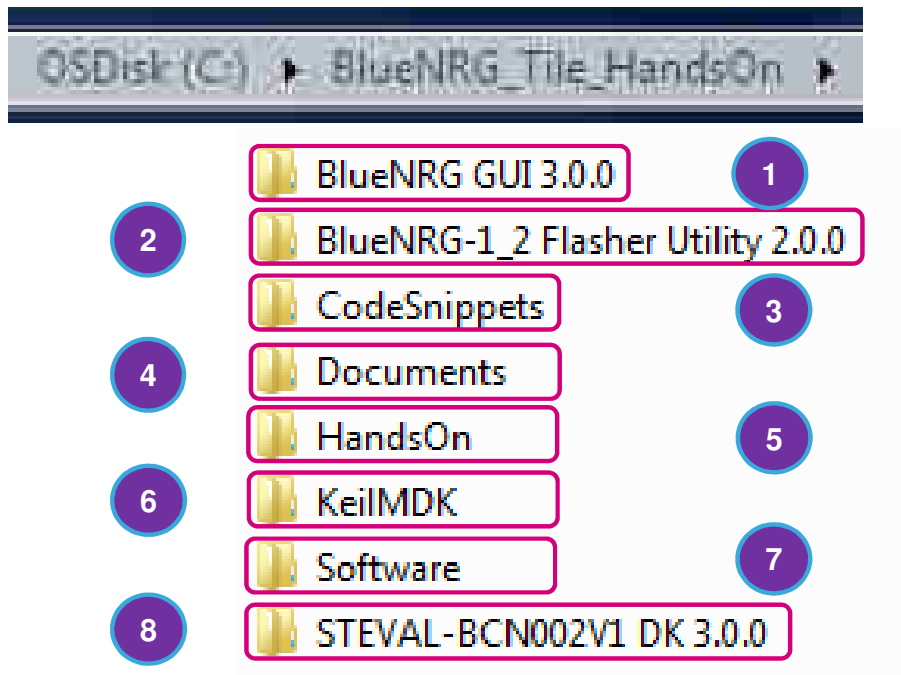 OSDisk (C:) ▸ BlueNRG_Tile_HandsOn ▸
BlueNRG GUI 3.0.0 1
2 BlueNRG-1_2 Flasher Utility 2.0.0
CodeSnippets 3
4 Documents
HandsOn 5
6 KeilMDK
Software 7
8 STEVAL-BCN002V1 DK 3.0.0